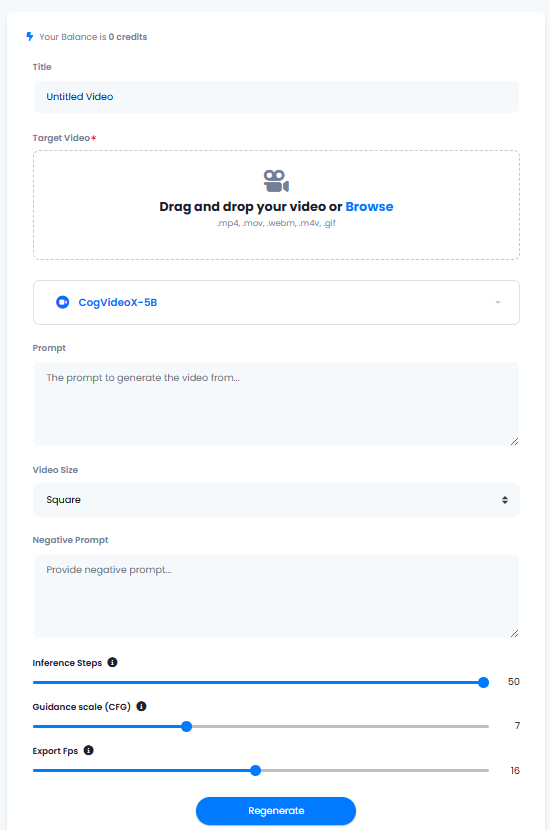 Your Balance is 0 credits
Title
Untitled Video
Target Video*
Drag and drop your video or Browse
.mp4, .mov, .webm, .m4v, .gif
CogVideoX-5B
Prompt
The prompt to generate the video from...
Video Size
Square
Negative Prompt
Provide negative prompt...
Inference Steps
50
Guidance scale (CFG)
7
Export Fps
16
Regenerate